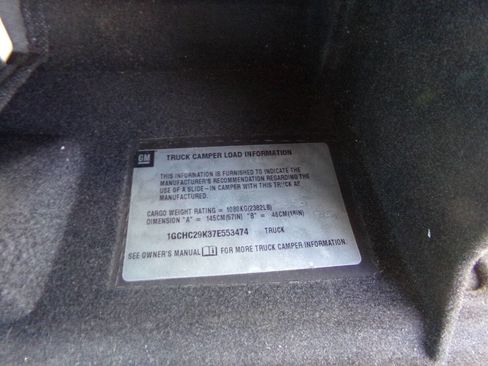 GM
TRUCK CAMPER LOAD INFORMATION
THIS INFORMATION IS FURNISHED TO INDICATE THE
MANUFACTURER'S RECOMMENDATION REGARDING THE
USE OF A SLIDE-IN CAMPER WITH THIS TRUCK
CARGO WEIGHT RATING = 1080KG(2382LB)
DIMENSION "A" = 145CM(57IN) "B" = 46CM(18IN)
1GCHC29K37E553474 TRUCK
SEE OWNER'S MANUAL FOR MORE TRUCK CAMPER INFORMATION.